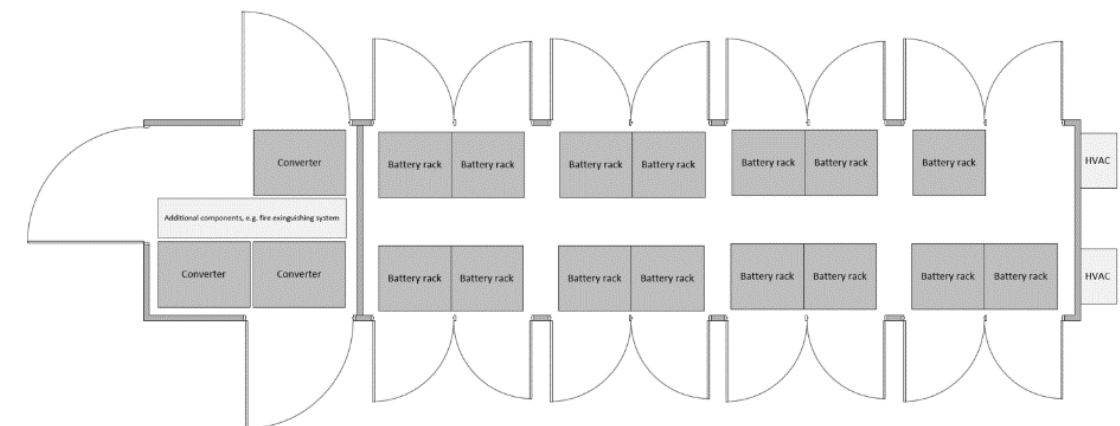 Converter
Battery rack Battery rack Battery rack Battery rack Battery rack Battery rack Battery rack
HVAC
Additional components, e.g. fire exinguishing system
Converter Converter
Battery rack Battery rack Battery rack Battery rack Battery rack Battery rack Battery rack Battery rack
HVAC